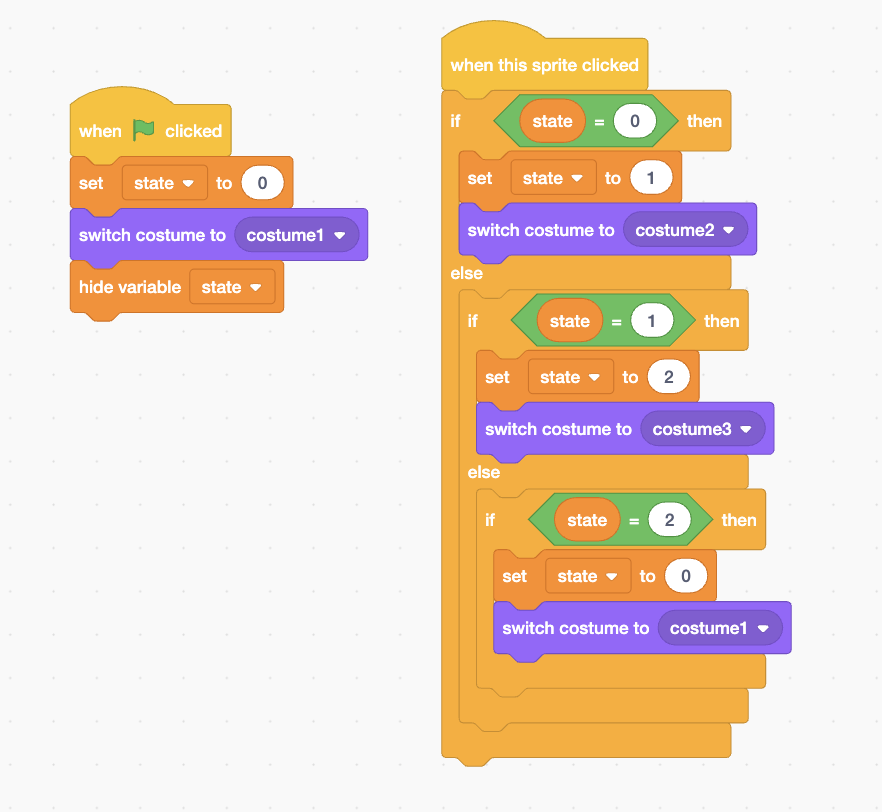 when clicked
set state to 0
switch costume to costume1
hide variable state
when this sprite clicked
if state = 0 then
set state to 1
switch costume to costume2
else
if state = 1 then
set state to 2
switch costume to costume3
else
if state = 2 then
set state to 0
switch costume to costume1